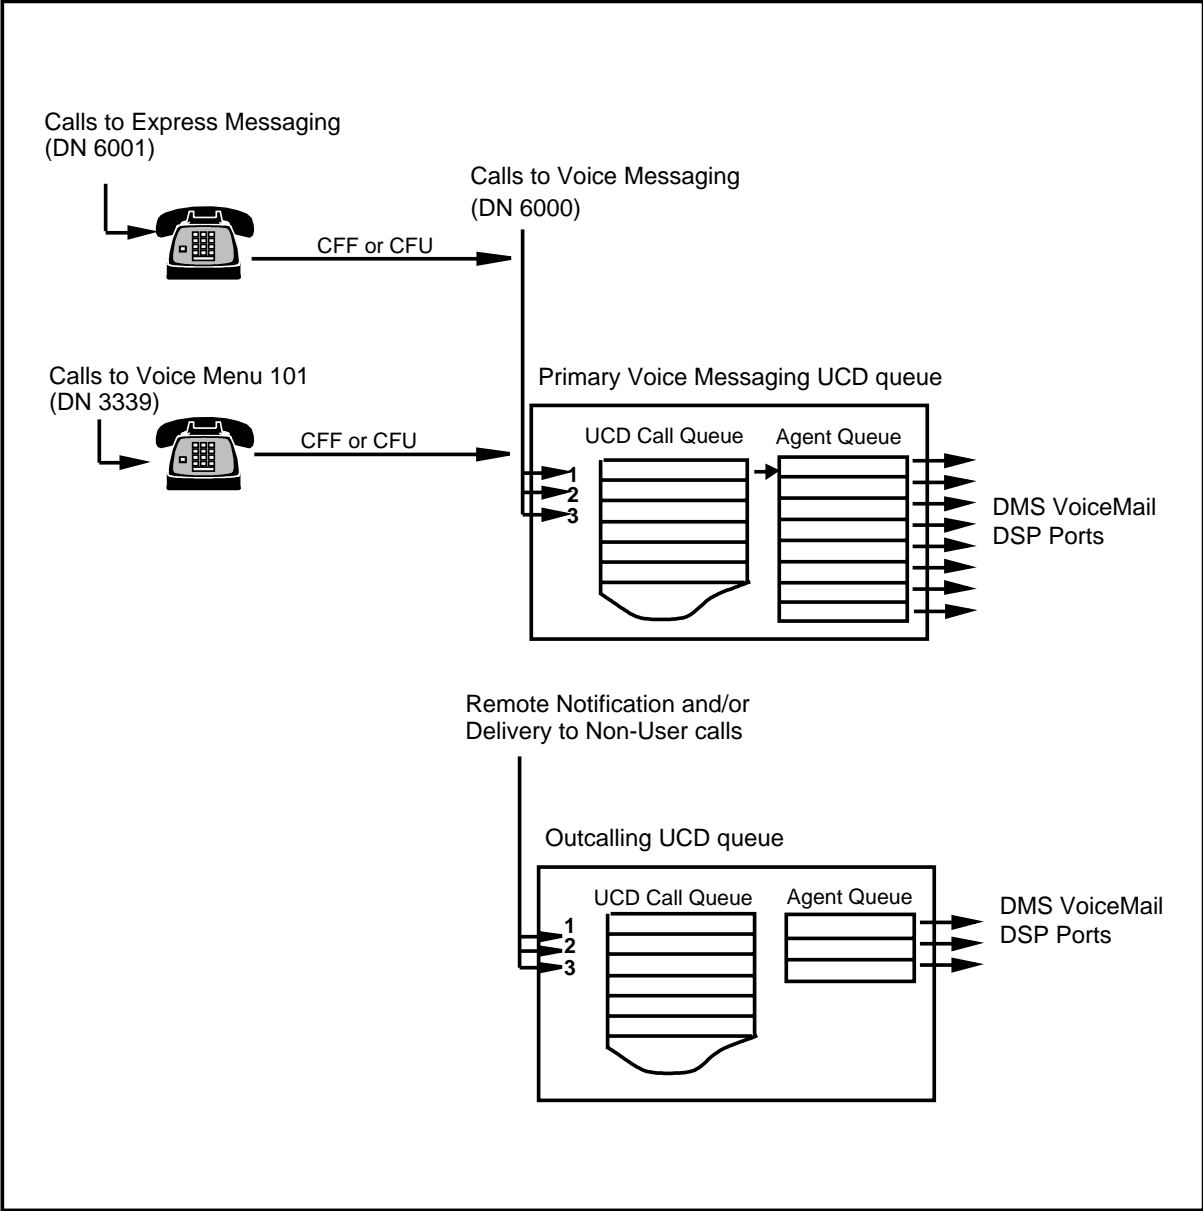 Calls to Express Messaging
(DN 6001)
Calls to Voice Messaging
(DN 6000)
CFF or CFU
Calls to Voice Menu 101
(DN 3339)
CFF or CFU
Primary Voice Messaging UCD queue
UCD Call Queue
Agent Queue
1
2
3
DMS VoiceMail
DSP Ports
Remote Notification and/or
Delivery to Non-User calls
Outcalling UCD queue
UCD Call Queue
Agent Queue
1
2
3
DMS VoiceMail
DSP Ports